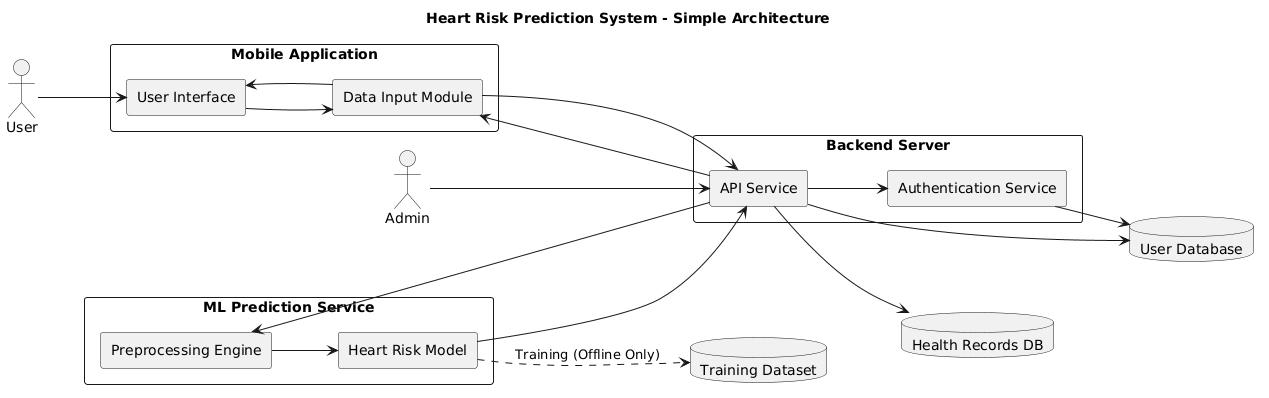 Heart Risk Prediction System - Simple Architecture
Mobile Application
User Interface
Data Input Module
User
Backend Server
API Service
Authentication Service
Admin
User Database
ML Prediction Service
Preprocessing Engine
Heart Risk Model
Training (Offline Only)
Training Dataset
Health Records DB